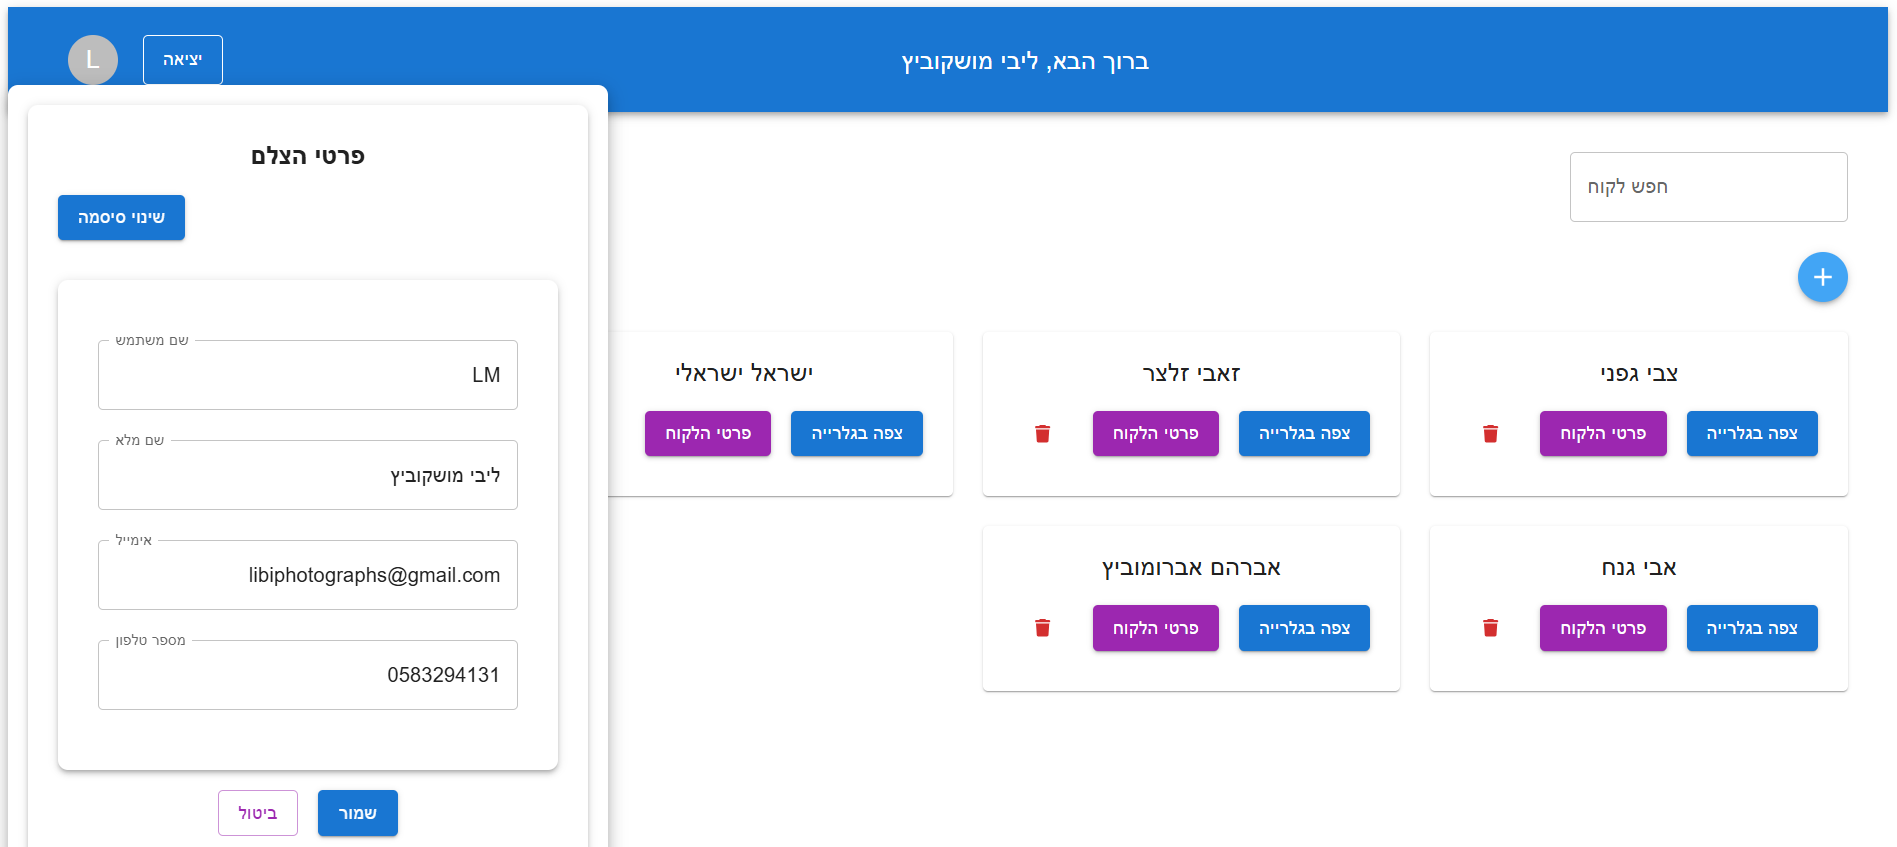 ברוך הבא, ליבי מושקוביץ
יציאה
L
חפש לקוח
+
צבי גפני
צפה בגלרייה
פרטי הלקוח
זאבי זלצר
צפה בגלרייה
פרטי הלקוח
ישראל ישראלי
צפה בגלרייה
פרטי הלקוח
אבי גנח
צפה בגלרייה
פרטי הלקוח
אברהם אברומוביץ
צפה בגלרייה
פרטי הלקוח
פרטי הצלם
שינוי סיסמה
שם משתמש
LM
שם מלא
ליבי מושקוביץ
אימייל
libiphotographs@gmail.com
מספר טלפון
0583294131
שמור
ביטול